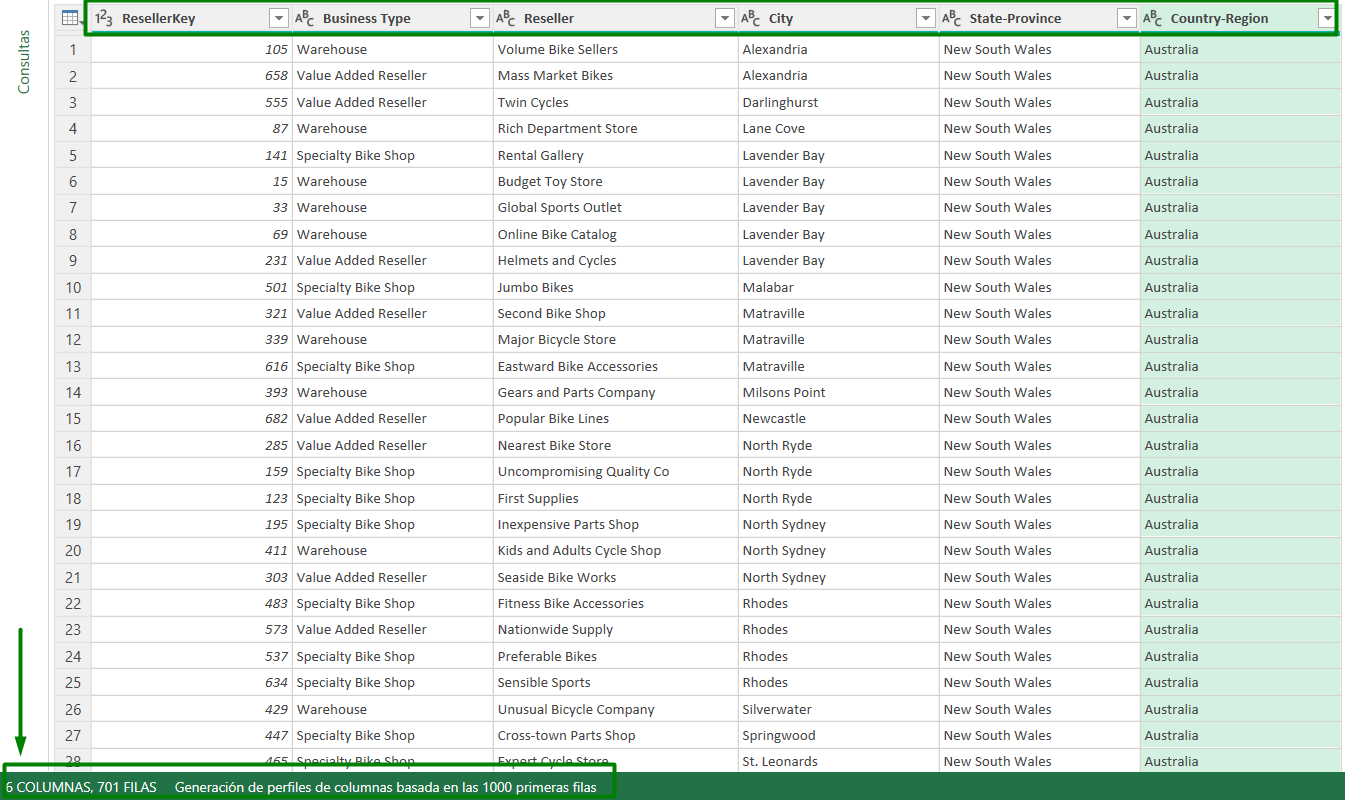 Consultas
1²3 ResellerKey ABC Business Type ABC Reseller ABC City ABC State-Province ABC Country-Region
1 105 Warehouse Volume Bike Sellers Alexandria New South Wales Australia
2 658 Value Added Reseller Mass Market Bikes Alexandria New South Wales Australia
3 555 Value Added Reseller Twin Cycles Darlinghurst New South Wales Australia
4 87 Warehouse Rich Department Store Lane Cove New South Wales Australia
5 141 Specialty Bike Shop Rental Gallery Lavender Bay New South Wales Australia
6 15 Warehouse Budget Toy Store Lavender Bay New South Wales Australia
7 33 Warehouse Global Sports Outlet Lavender Bay New South Wales Australia
8 69 Warehouse Online Bike Catalog Lavender Bay New South Wales Australia
9 231 Value Added Reseller Helmets and Cycles Lavender Bay New South Wales Australia
10 501 Specialty Bike Shop Jumbo Bikes Malabar New South Wales Australia
11 321 Value Added Reseller Second Bike Shop Matraville New South Wales Australia
12 339 Warehouse Major Bicycle Store Matraville New South Wales Australia
13 616 Specialty Bike Shop Eastward Bike Accessories Matraville New South Wales Australia
14 393 Warehouse Gears and Parts Company Milsons Point New South Wales Australia
15 682 Value Added Reseller Popular Bike Lines Newcastle New South Wales Australia
16 285 Value Added Reseller Nearest Bike Store North Ryde New South Wales Australia
17 159 Specialty Bike Shop Uncompromising Quality Co North Ryde New South Wales Australia
18 123 Specialty Bike Shop First Supplies North Ryde New South Wales Australia
19 195 Specialty Bike Shop Inexpensive Parts Shop North Sydney New South Wales Australia
20 411 Warehouse Kids and Adults Cycle Shop North Sydney New South Wales Australia
21 303 Value Added Reseller Seaside Bike Works North Sydney New South Wales Australia
22 483 Specialty Bike Shop Fitness Bike Accessories Rhodes New South Wales Australia
23 573 Value Added Reseller Nationwide Supply Rhodes New South Wales Australia
24 537 Specialty Bike Shop Preferable Bikes Rhodes New South Wales Australia
25 634 Specialty Bike Shop Sensible Sports Rhodes New South Wales Australia
26 429 Warehouse Unusual Bicycle Company Silverwater New South Wales Australia
27 447 Specialty Bike Shop Cross-town Parts Shop Springwood New South Wales Australia
28 465 Specialty Bike Shop Expert Cycle Store St. Leonards New South Wales Australia
6 COLUMNAS, 701 FILAS Generación de perfiles de columnas basada en las 1000 primeras filas